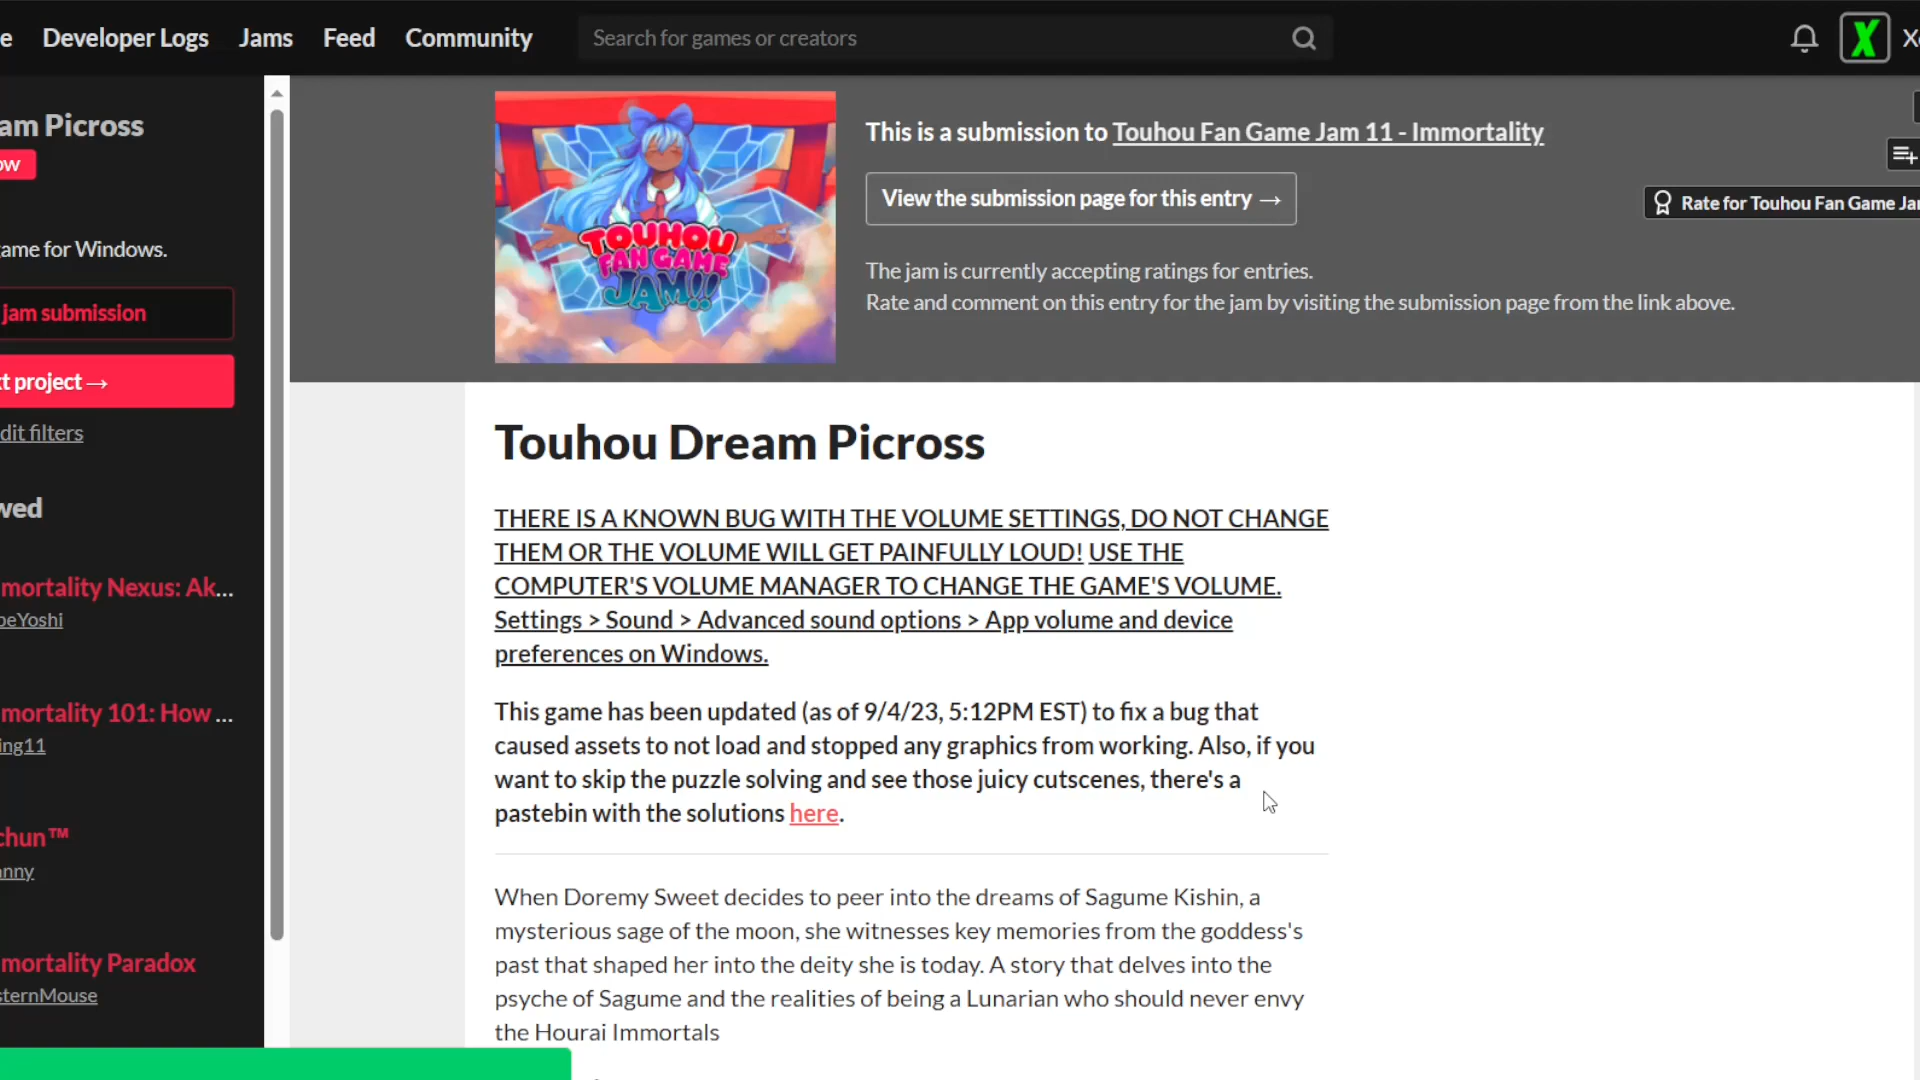 e Developer Logs Jams Feed Community Search for games or creators
am Picross
ow
ame for Windows.
jam submission
t project →
dit filters
wed
mortality Nexus: Ak...
beYoshi
mortality 101: How ...
ing11
chun™
anny
mortality Paradox
sternMouse
TOUHOU
FAN GAME
JAM!!
This is a submission to Touhou Fan Game Jam 11 - Immortality
View the submission page for this entry →
Rate for Touhou Fan Game Ja
The jam is currently accepting ratings for entries.
Rate and comment on this entry for the jam by visiting the submission page from the link above.
Touhou Dream Picross
THERE IS A KNOWN BUG WITH THE VOLUME SETTINGS, DO NOT CHANGE
THEM OR THE VOLUME WILL GET PAINFULLY LOUD! USE THE
COMPUTER'S VOLUME MANAGER TO CHANGE THE GAME'S VOLUME.
Settings > Sound > Advanced sound options > App volume and device
preferences on Windows.
This game has been updated (as of 9/4/23, 5:12PM EST) to fix a bug that
caused assets to not load and stopped any graphics from working. Also, if you
want to skip the puzzle solving and see those juicy cutscenes, there's a
pastebin with the solutions here.
When Doremy Sweet decides to peer into the dreams of Sagume Kishin, a
mysterious sage of the moon, she witnesses key memories from the goddess's
past that shaped her into the deity she is today. A story that delves into the
psyche of Sagume and the realities of being a Lunarian who should never envy
the Hourai Immortals